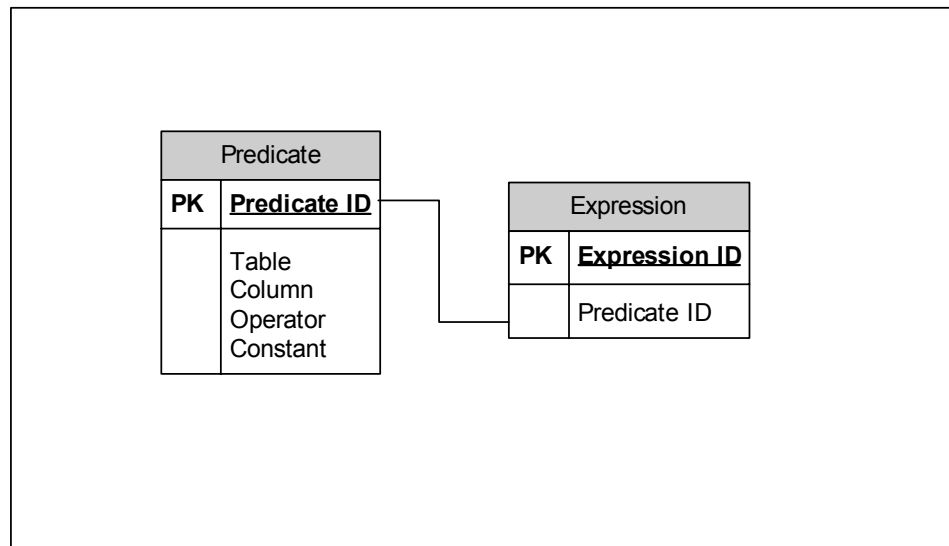 Predicate
PK Predicate ID
Table
Column
Operator
Constant
Expression
PK Expression ID
Predicate ID